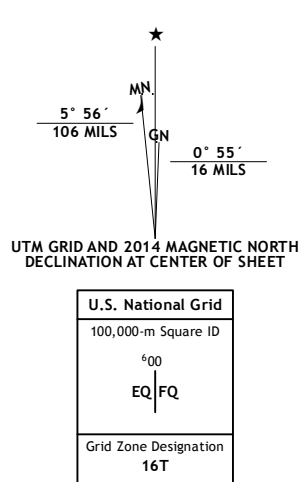 ★
MN
5° 56´
106 MILS
GN
0° 55´
16 MILS
UTM GRID AND 2014 MAGNETIC NORTH
DECLINATION AT CENTER OF SHEET
U.S. National Grid
100,000-m Square ID
⁶00
EQ FQ
Grid Zone Designation
16T